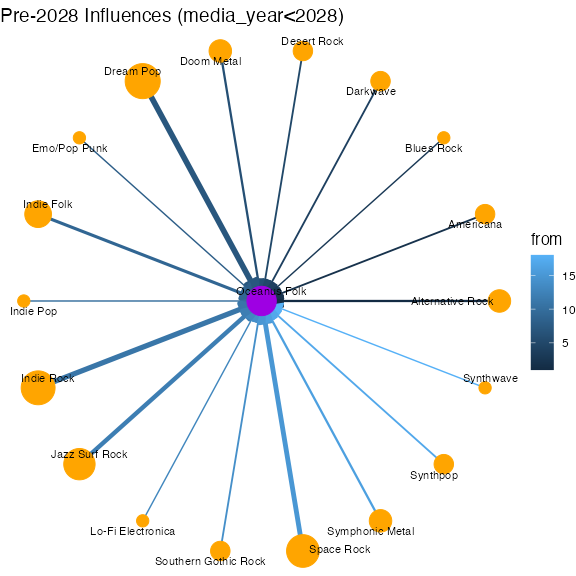 Pre-2028 Influences (media_year<2028)
Desert Rock
Doom Metal
Dream Pop
Darkwave
Emo/Pop Punk
Blues Rock
Indie Folk
Americana
from
Oceanus Folk
15
Alternative Rock
10
Indie Pop
5
Indie Rock
Synthwave
Jazz Surf Rock
Synthpop
Lo-Fi Electronica
Symphonic Metal
Space Rock
Southern Gothic Rock